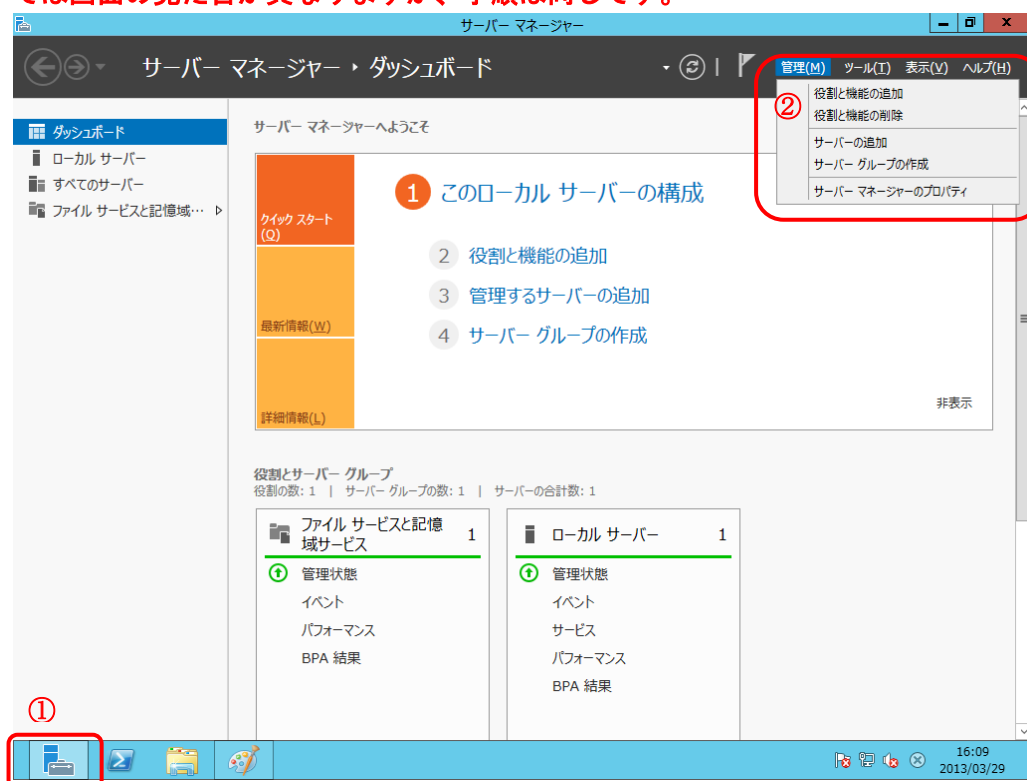 では画面の見た目が異なりますが、手順は同じです。
サーバー マネージャー
サーバー マネージャー ・ ダッシュボード
管理(M) ツール(T) 表示(V) ヘルプ(H)
②
役割と機能の追加
役割と機能の削除
サーバーの追加
サーバー グループの作成
サーバー マネージャーのプロパティ
ダッシュボード
ローカル サーバー
すべてのサーバー
ファイル サービスと記憶域…
サーバー マネージャーへようこそ
クイック スタート
(Q)
最新情報(W)
詳細情報(L)
1 このローカル サーバーの構成
2 役割と機能の追加
3 管理するサーバーの追加
4 サーバー グループの作成
非表示
役割とサーバー グループ
役割の数: 1 | サーバー グループの数: 1 | サーバーの合計数: 1
ファイル サービスと記憶
域サービス
1
管理状態
イベント
パフォーマンス
BPA 結果
ローカル サーバー 1
管理状態
イベント
サービス
パフォーマンス
BPA 結果
①
16:09
2013/03/29